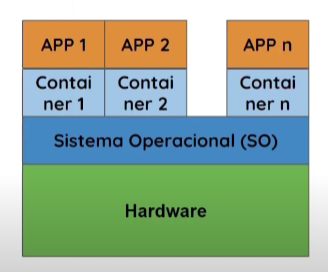 APP 1 APP 2 APP n
Contai Contai Contai
ner 1 ner 2 ner n
Sistema Operacional (SO)
Hardware